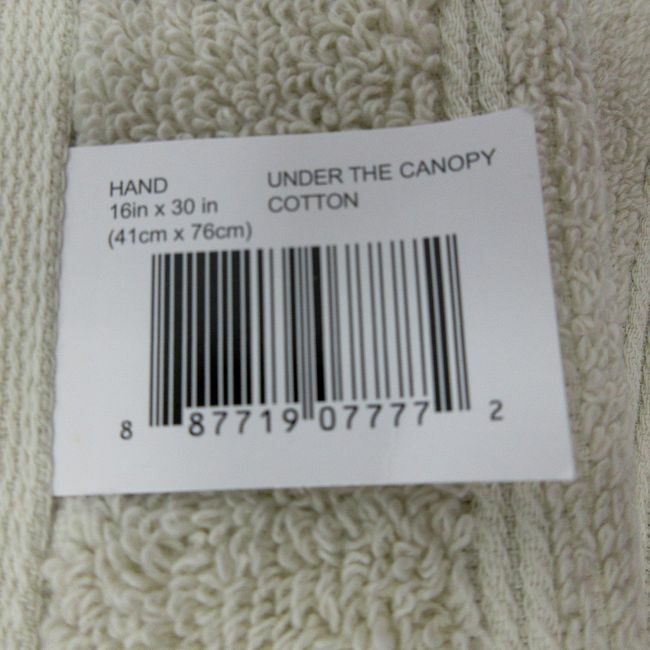 HAND
16in x 30 in
(41cm x 76cm)
UNDER THE CANOPY
COTTON
8 87719 07777 2